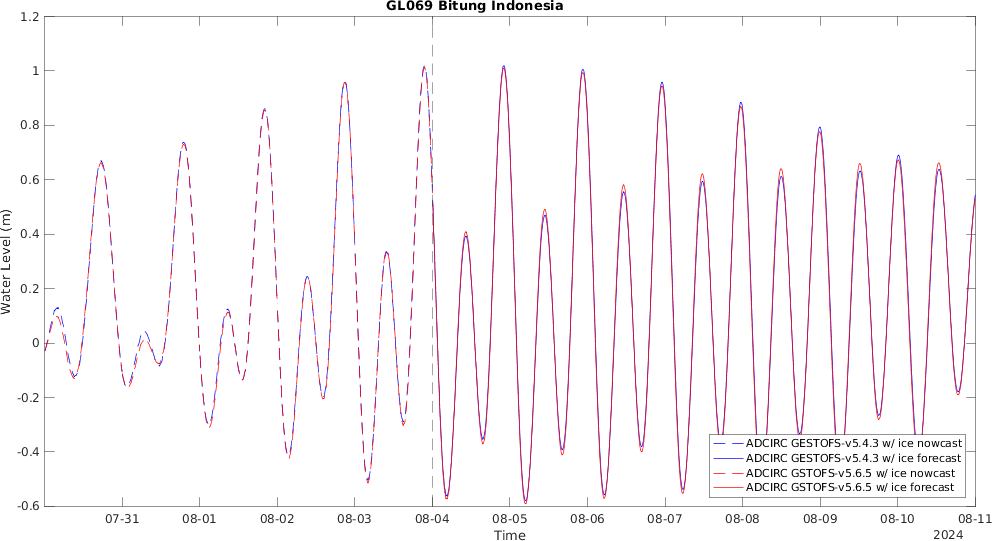 GL069 Bitung Indonesia
1.2
1
0.8
0.6
0.4
0.2
0
-0.2
-0.4
-0.6
Water Level (m)
ADCIRC GESTOFS-v5.4.3 w/ ice nowcast
ADCIRC GESTOFS-v5.4.3 w/ ice forecast
ADCIRC GSTOFS-v5.6.5 w/ ice nowcast
ADCIRC GSTOFS-v5.6.5 w/ ice forecast
07-31 08-01 08-02 08-03 08-04 08-05 08-06 08-07 08-08 08-09 08-10 08-11
Time
2024